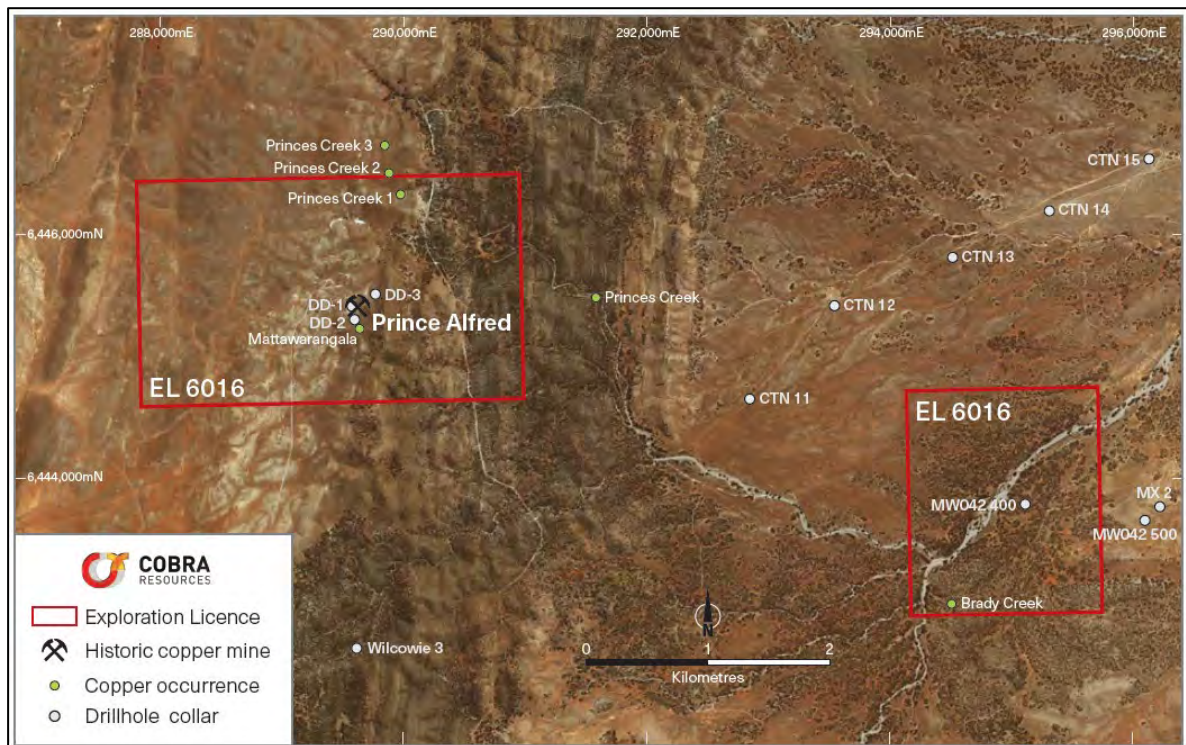 288,000mE
290,000mE
292,000mE
294,000mE
296,000mE
Princes Creek 3
Princes Creek 2
Princes Creek 1
CTN 15
CTN 14
6,446,000mN
CTN 13
DD-3
DD-1
Princes Creek
CTN 12
DD-2
Prince Alfred
Mattawarangala
EL 6016
CTN 11
EL 6016
6,444,000mN
MX 2
MW042 400
MW042 500
COBRA
RESOURCES
Exploration Licence
Historic copper mine
Copper occurrence
Drillhole collar
Brady Creek
N
Wilcowie 3
0 1 2
Kilometres